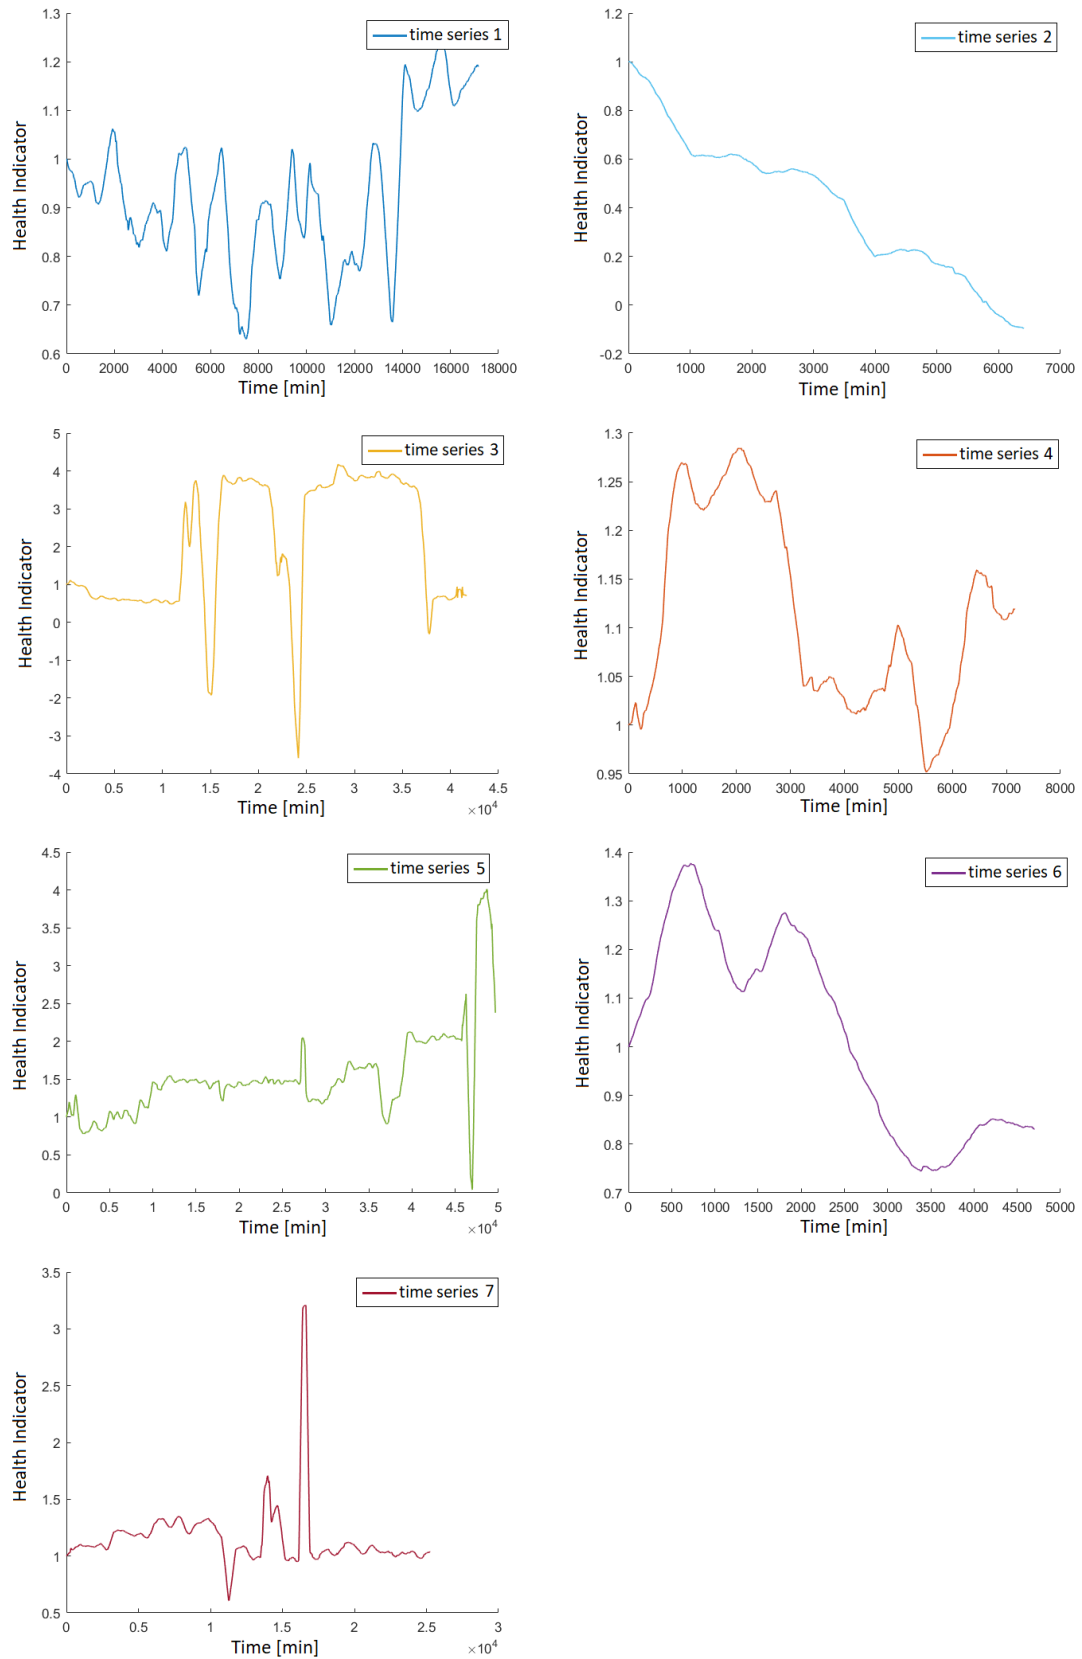 time series 1
1.3
1.2
1.1
1
0.9
0.8
0.7
0.6
Health Indicator
0 2000 4000 6000 8000 10000 12000 14000 16000 18000
Time [min]
time series 2
1.2
1
0.8
0.6
0.4
0.2
0
-0.2
Health Indicator
0 1000 2000 3000 4000 5000 6000 7000
Time [min]
time series 3
5
4
3
2
1
0
-1
-2
-3
-4
Health Indicator
0 0.5 1 1.5 2 2.5 3 3.5 4 4.5
Time [min]
×10⁴
time series 4
1.3
1.25
1.2
1.15
1.1
1.05
1
0.95
Health Indicator
0 1000 2000 3000 4000 5000 6000 7000 8000
Time [min]
time series 5
4.5
4
3.5
3
2.5
2
1.5
1
0.5
0
Health Indicator
0 0.5 1 1.5 2 2.5 3 3.5 4 4.5 5
Time [min]
×10⁴
time series 6
1.4
1.3
1.2
1.1
1
0.9
0.8
0.7
Health Indicator
0 500 1000 1500 2000 2500 3000 3500 4000 4500 5000
Time [min]
time series 7
3.5
3
2.5
2
1.5
1
0.5
Health Indicator
0 0.5 1 1.5 2 2.5 3
Time [min]
×10⁴